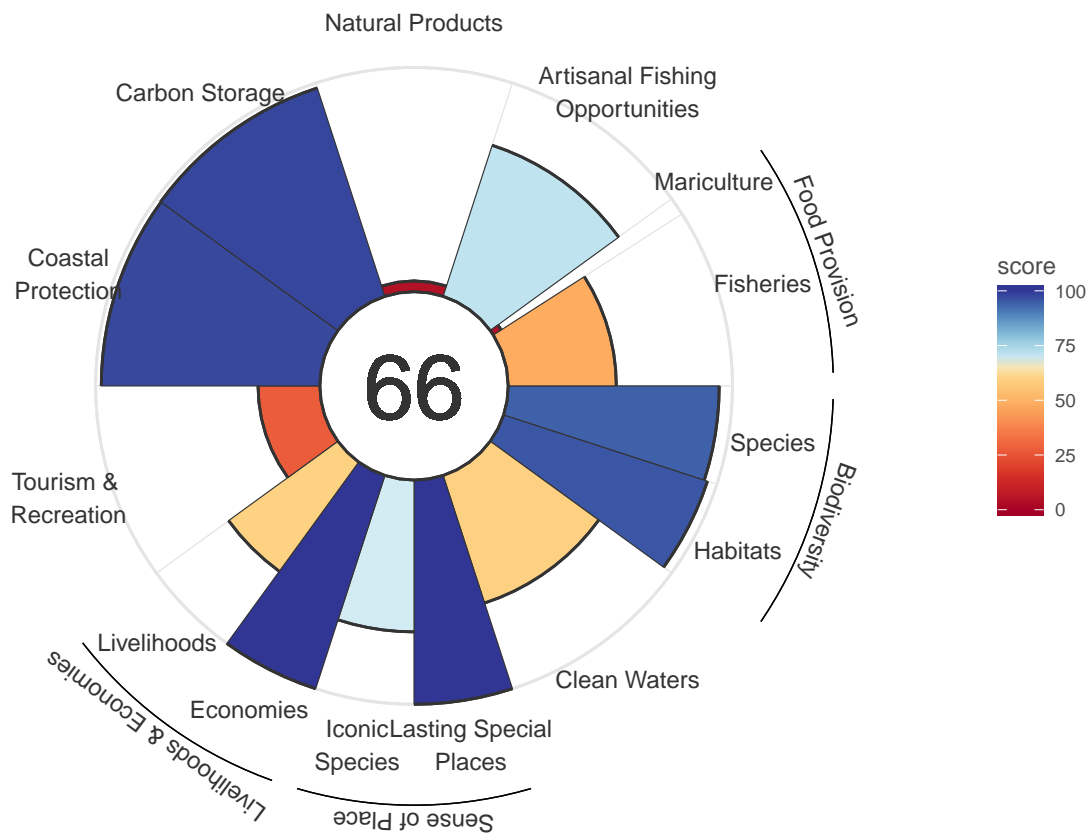 Natural Products
Artisanal Fishing
Opportunities
Carbon Storage
Mariculture
Food Provision
Coastal
Protection
Fisheries
score
100
75
50
25
0
66
Species
Biodiversity
Tourism &
Recreation
Habitats
Livelihoods
Clean Waters
Livelihoods & Economies
Economies
Iconic
Species
Lasting Special
Places
Sense of Place